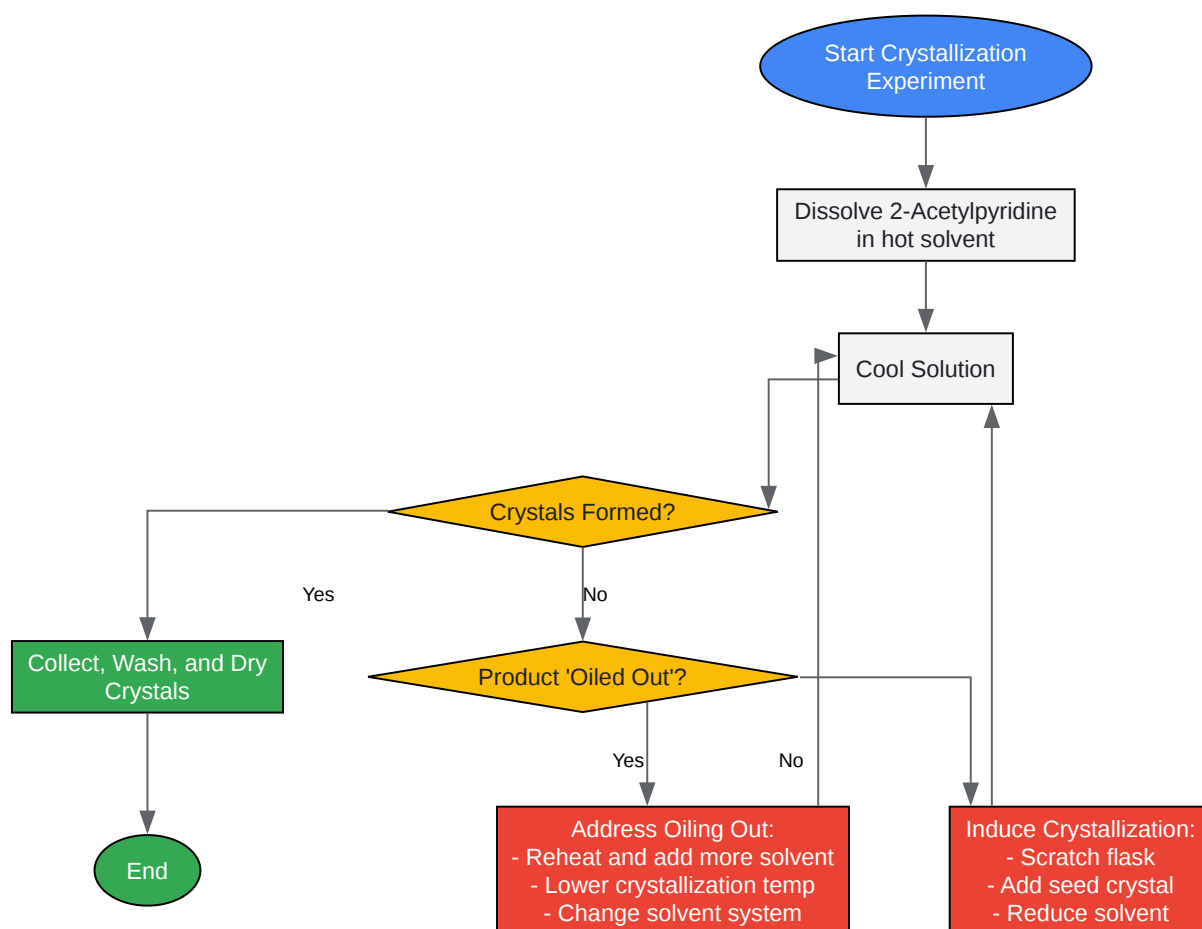 Start Crystallization
Experiment
Dissolve 2-Acetylpyridine
in hot solvent
Cool Solution
Crystals Formed?
Yes
No
Collect, Wash, and Dry
Crystals
Product 'Oiled Out'?
Yes
No
End
Address Oiling Out:
- Reheat and add more solvent
- Lower crystallization temp
- Change solvent system
Induce Crystallization:
- Scratch flask
- Add seed crystal
- Reduce solvent